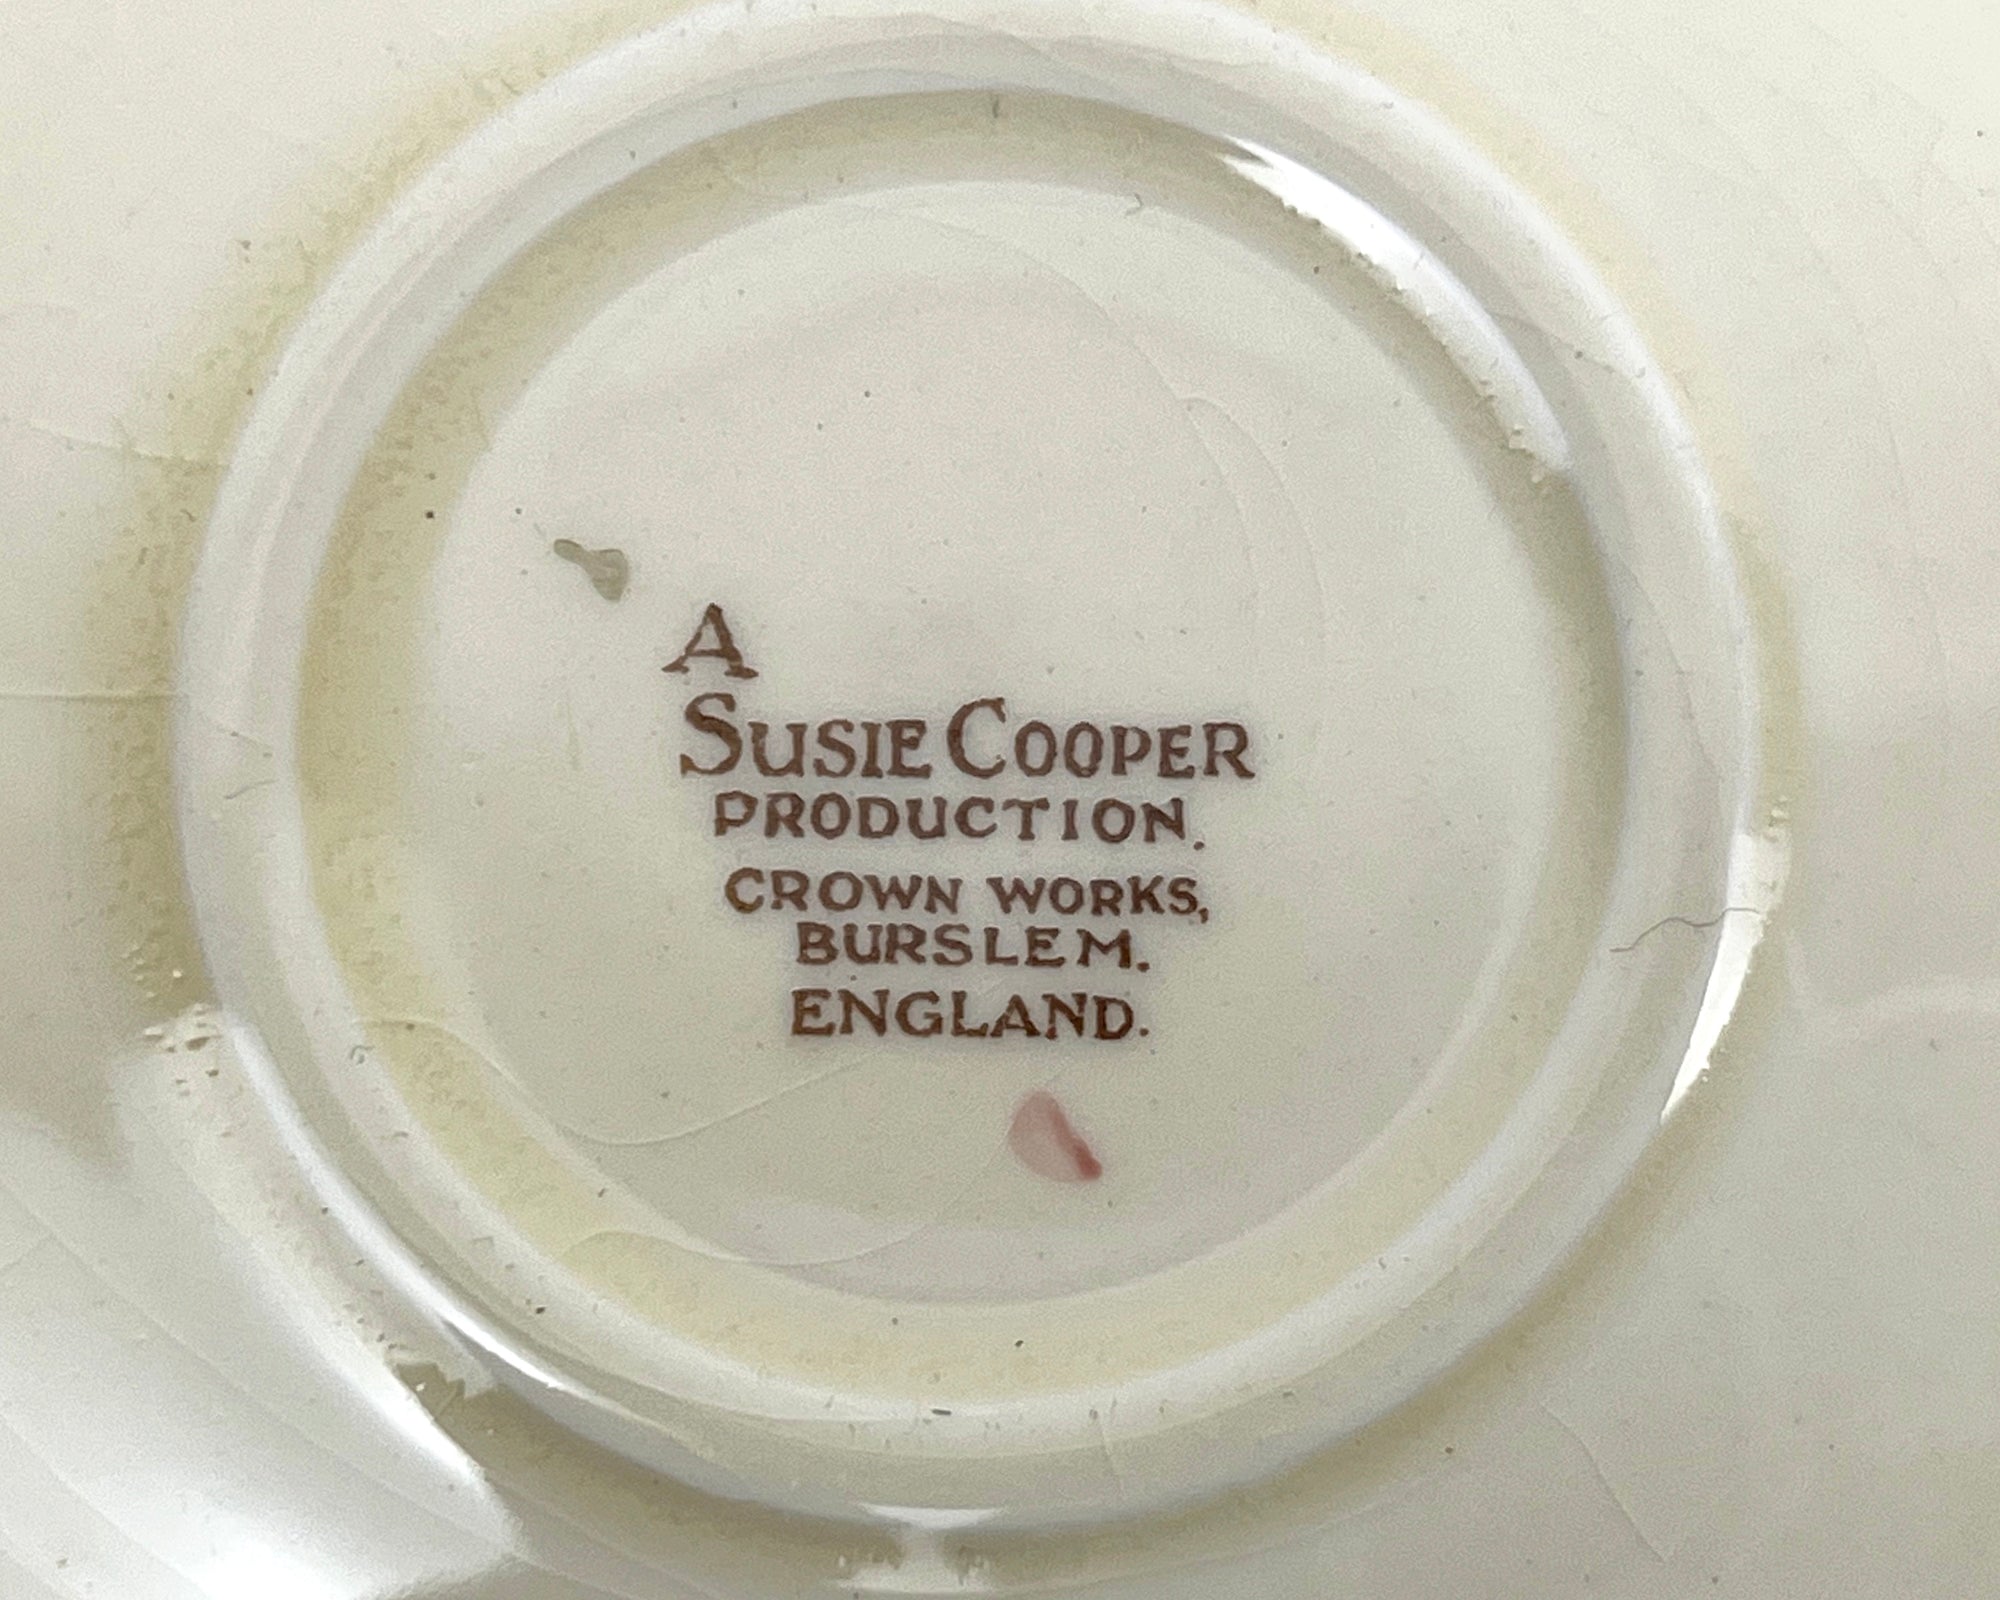 A
SUSIE COOPER
PRODUCTION.
CROWN WORKS,
BURSLEM.
ENGLAND.